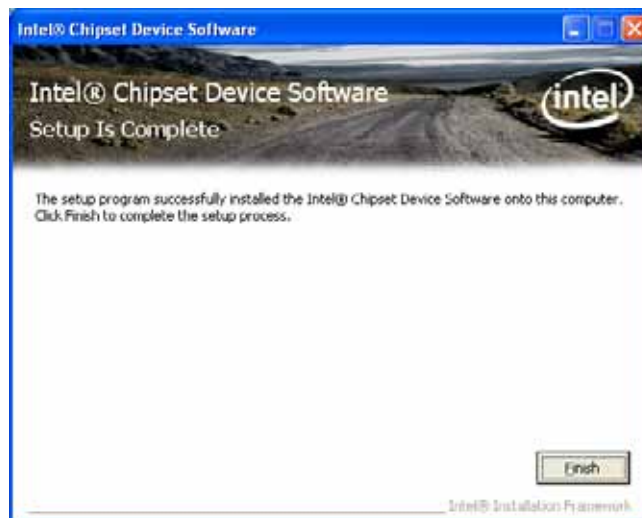 Intel® Chipset Device Software
Intel® Chipset Device Software
intel
Setup Is Complete
The setup program successfully installed the Intel® Chipset Device Software onto this computer.
Click Finish to complete the setup process.
Finish
Intel® Installation Framework